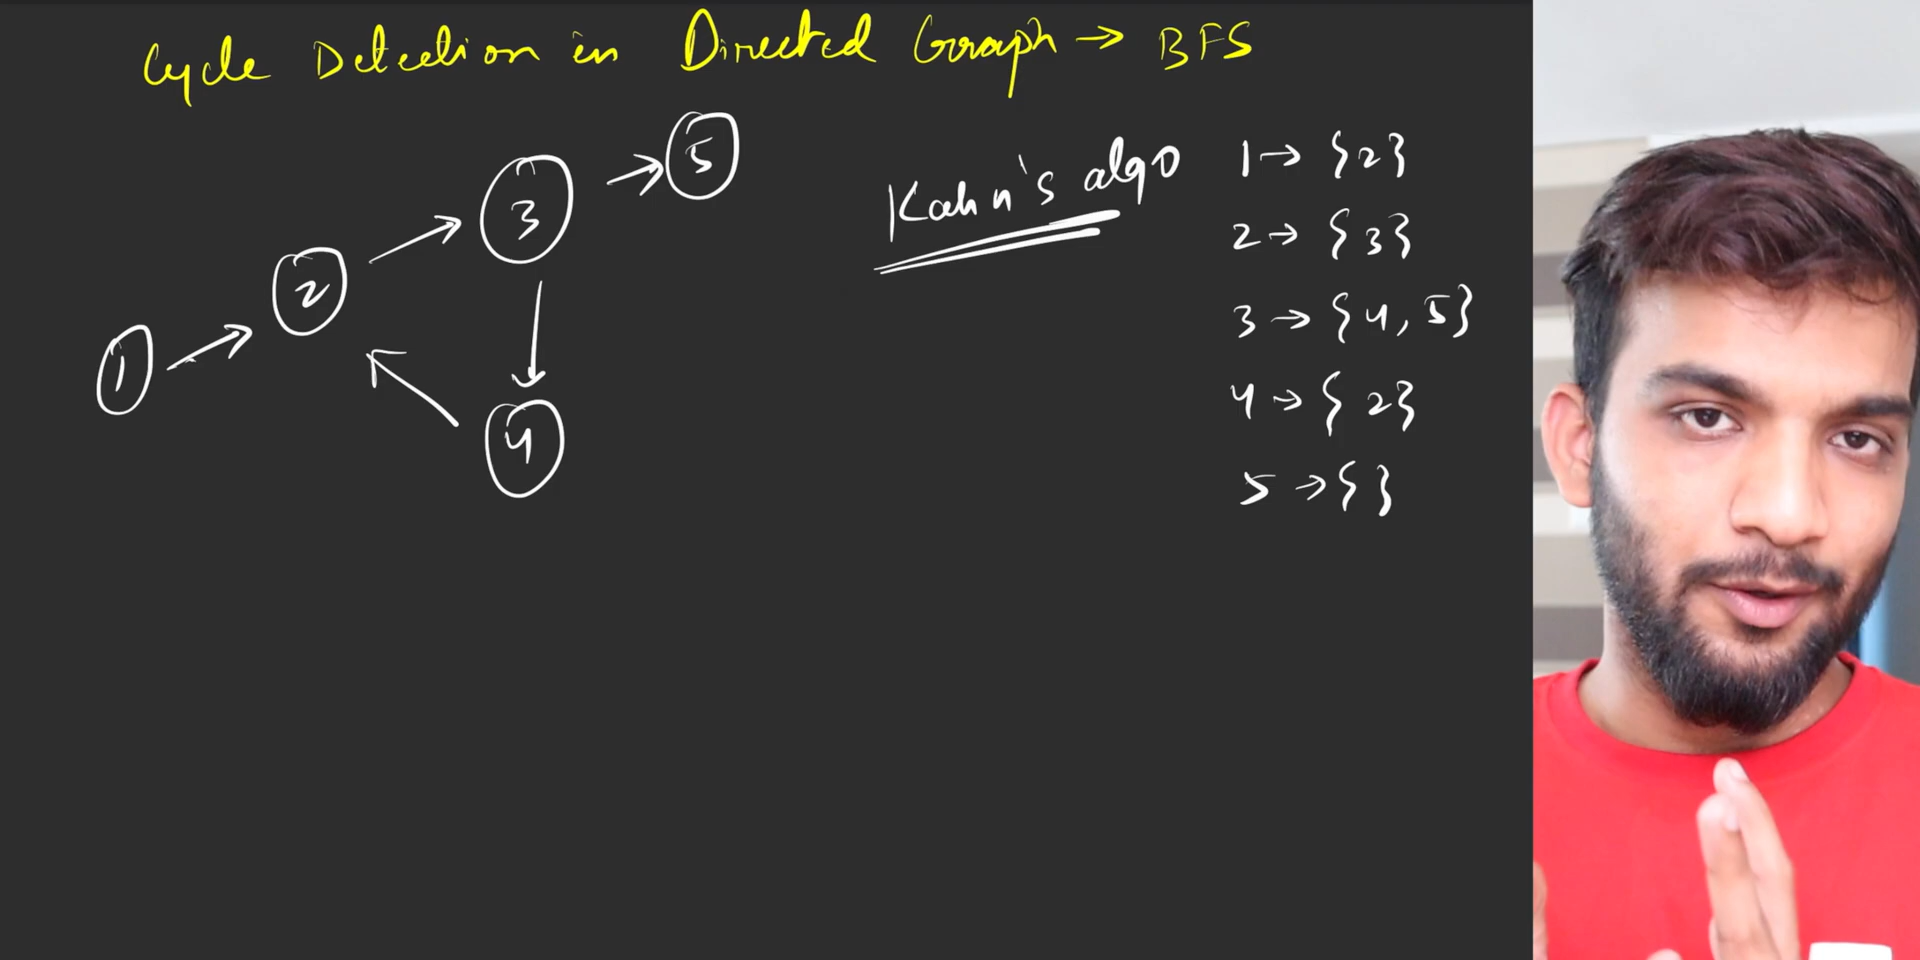 Cycle Detection in Directed Graph → BFS
5
3
2
1
4
Kahn's algo
1 → {2}
2 → {3}
3 → {4, 5}
4 → {2}
5 → { }